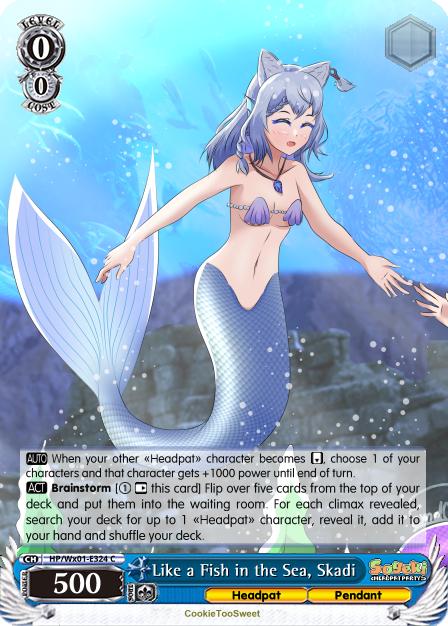 LEVEL
0
0
COST
AUTO When your other «Headpat» character becomes [], choose 1 of your
characters and that character gets +1000 power until end of turn.
ACT Brainstorm [① this card] Flip over five cards from the top of
your deck and put them into the waiting room. For each climax revealed,
search your deck for up to 1 «Headpat» character, reveal it, add it to
your hand and shuffle your deck.
CH HP/Wx01-E324 C
POWER 500 SOUL
Like a Fish in the Sea, Skadi
Sayeki
HEADPATPARTY
Headpat Pendant
CookieTooSweet